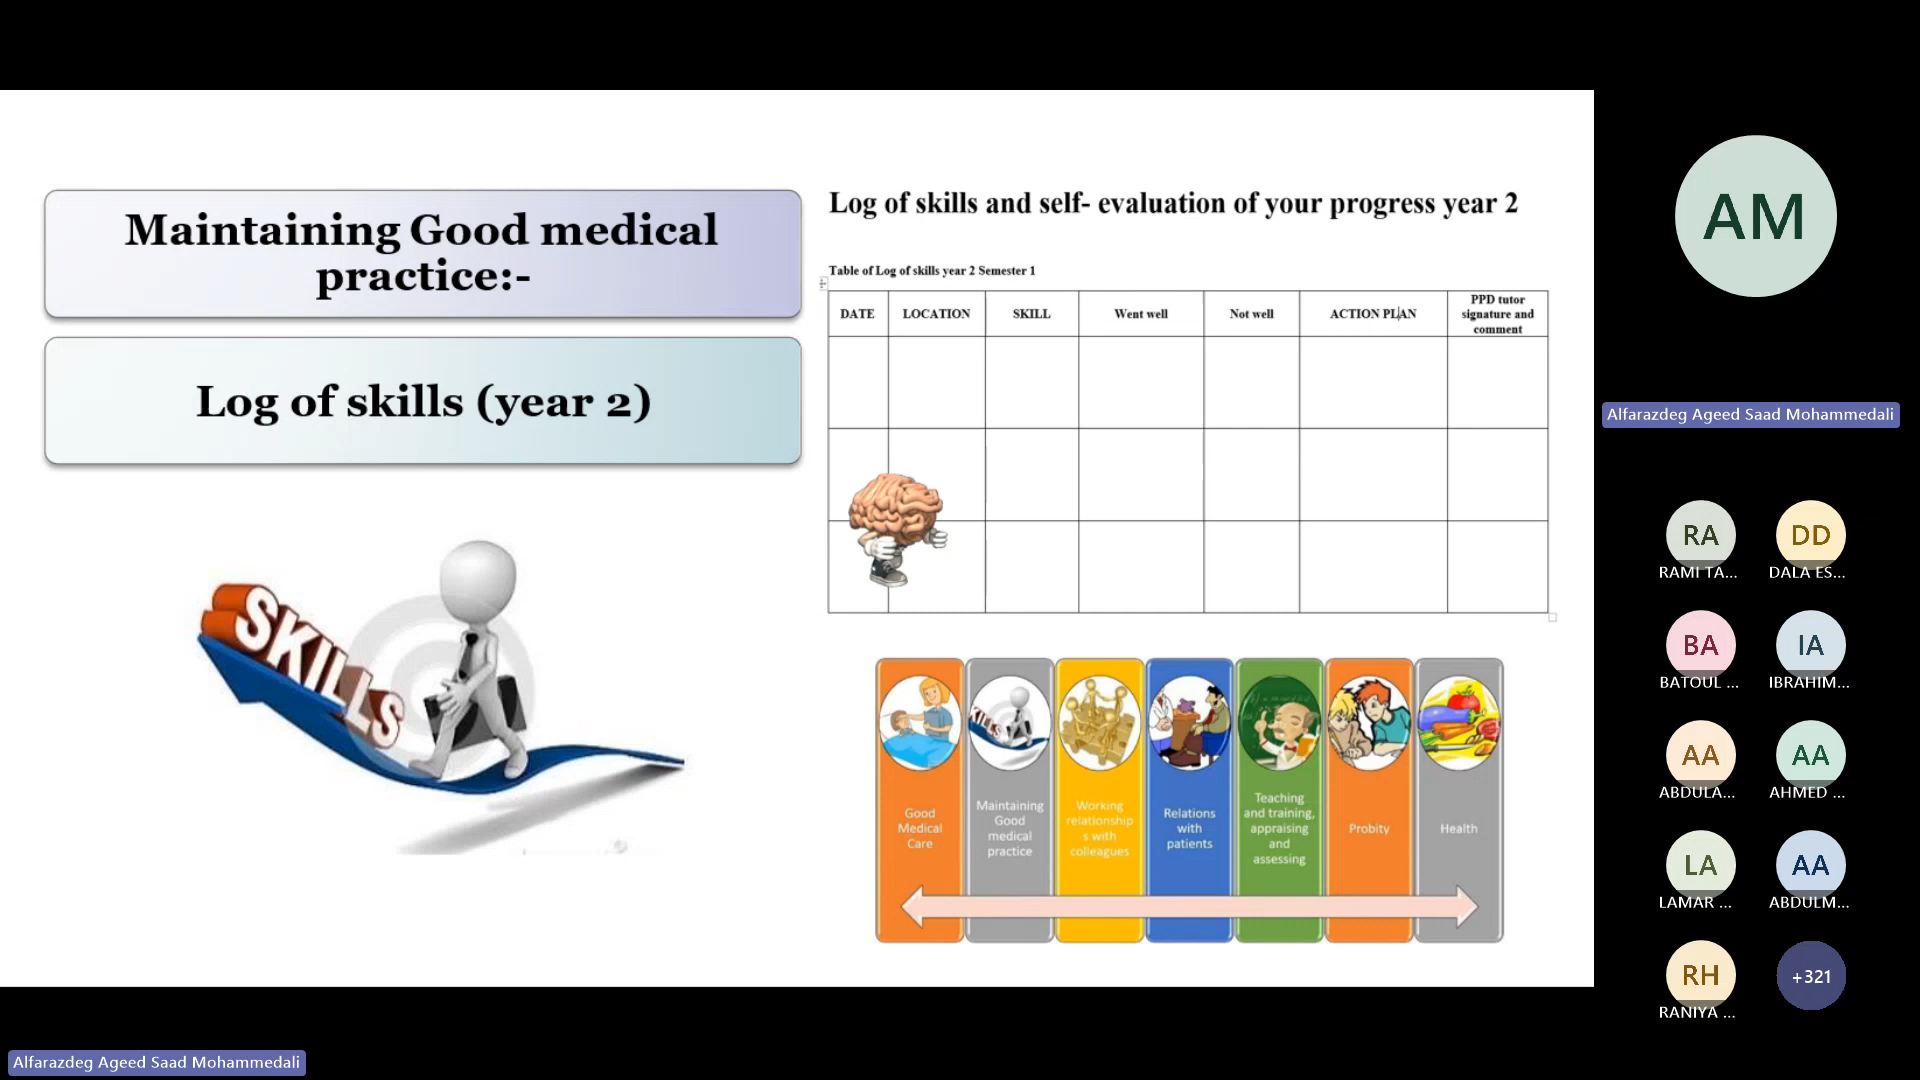 Maintaining Good medical
practice:-
Log of skills (year 2)
SKILLS
Log of skills and self- evaluation of your progress year 2
Table of Log of skills year 2 Semester 1
DATE
LOCATION
SKILL
Went well
Not well
ACTION PLAN
PPD tutor
signature and
comment
Good
Medical
Care
Maintaining
Good
medical
practice
Working
relationship
s with
colleagues
Relations
with
patients
Teaching
and training,
appraising
and
assessing
Probity
Health
AM
Alfarazdeg Ageed Saad Mohammedali
RA
RAMI TA...
DD
DALA ES...
BA
BATOUL ...
IA
IBRAHIM...
AA
ABDULA...
AA
AHMED ...
LA
LAMAR ...
AA
ABDULM...
RH
RANIYA ...
+321
Alfarazdeg Ageed Saad Mohammedali